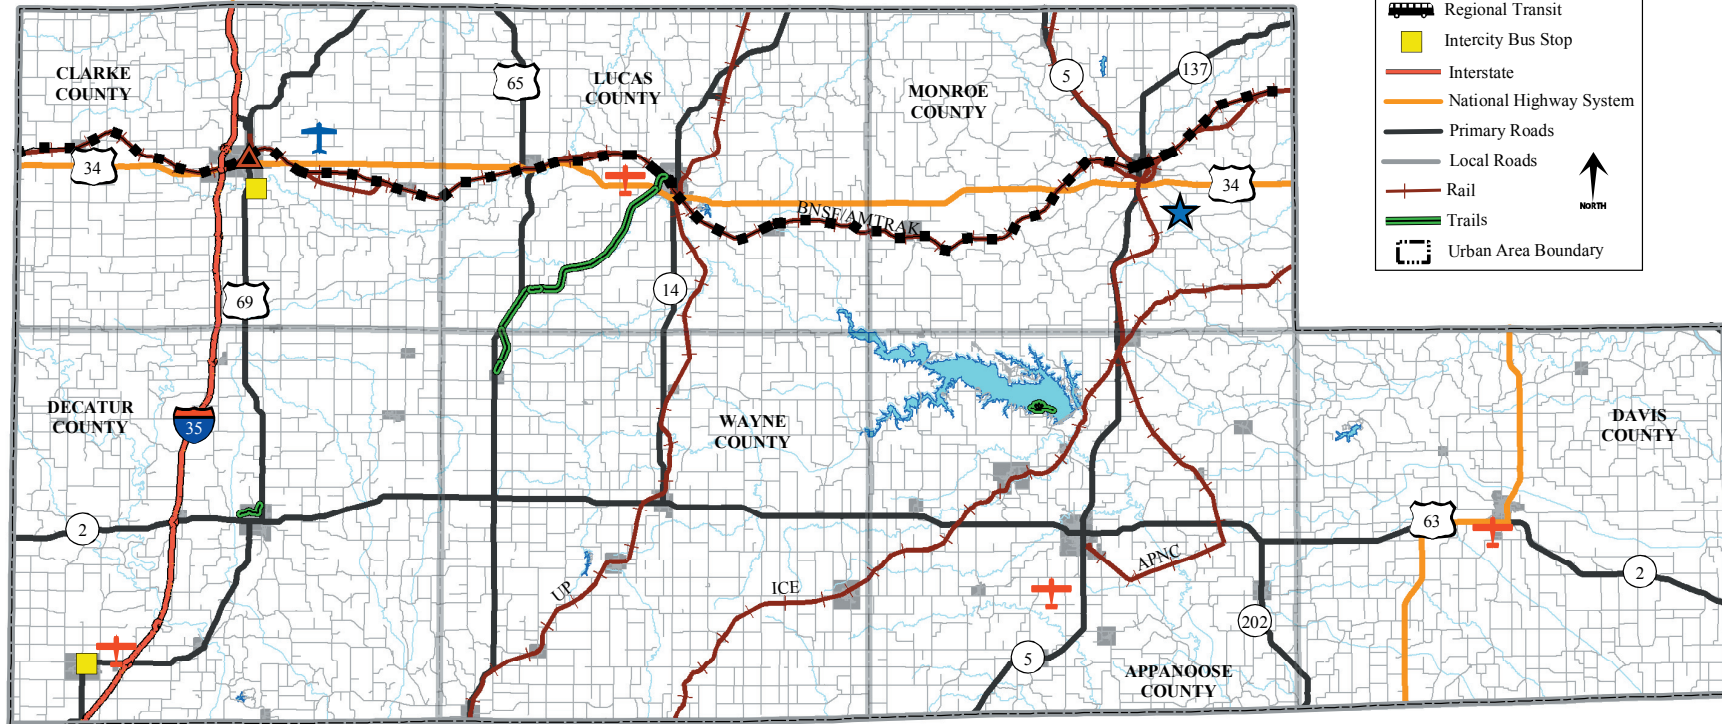 Regional Transit
Intercity Bus Stop
Interstate
National Highway System
Primary Roads
Local Roads
Rail
Trails
Urban Area Boundary
NORTH
CLARKE
COUNTY
LUCAS
COUNTY
MONROE
COUNTY
65
5
137
34
34
BNSF/AMTRAK
69
14
DECATUR
COUNTY
35
WAYNE
COUNTY
DAVIS
COUNTY
2
63
2
UP
ICE
APNC
202
5
APPANOOSE
COUNTY